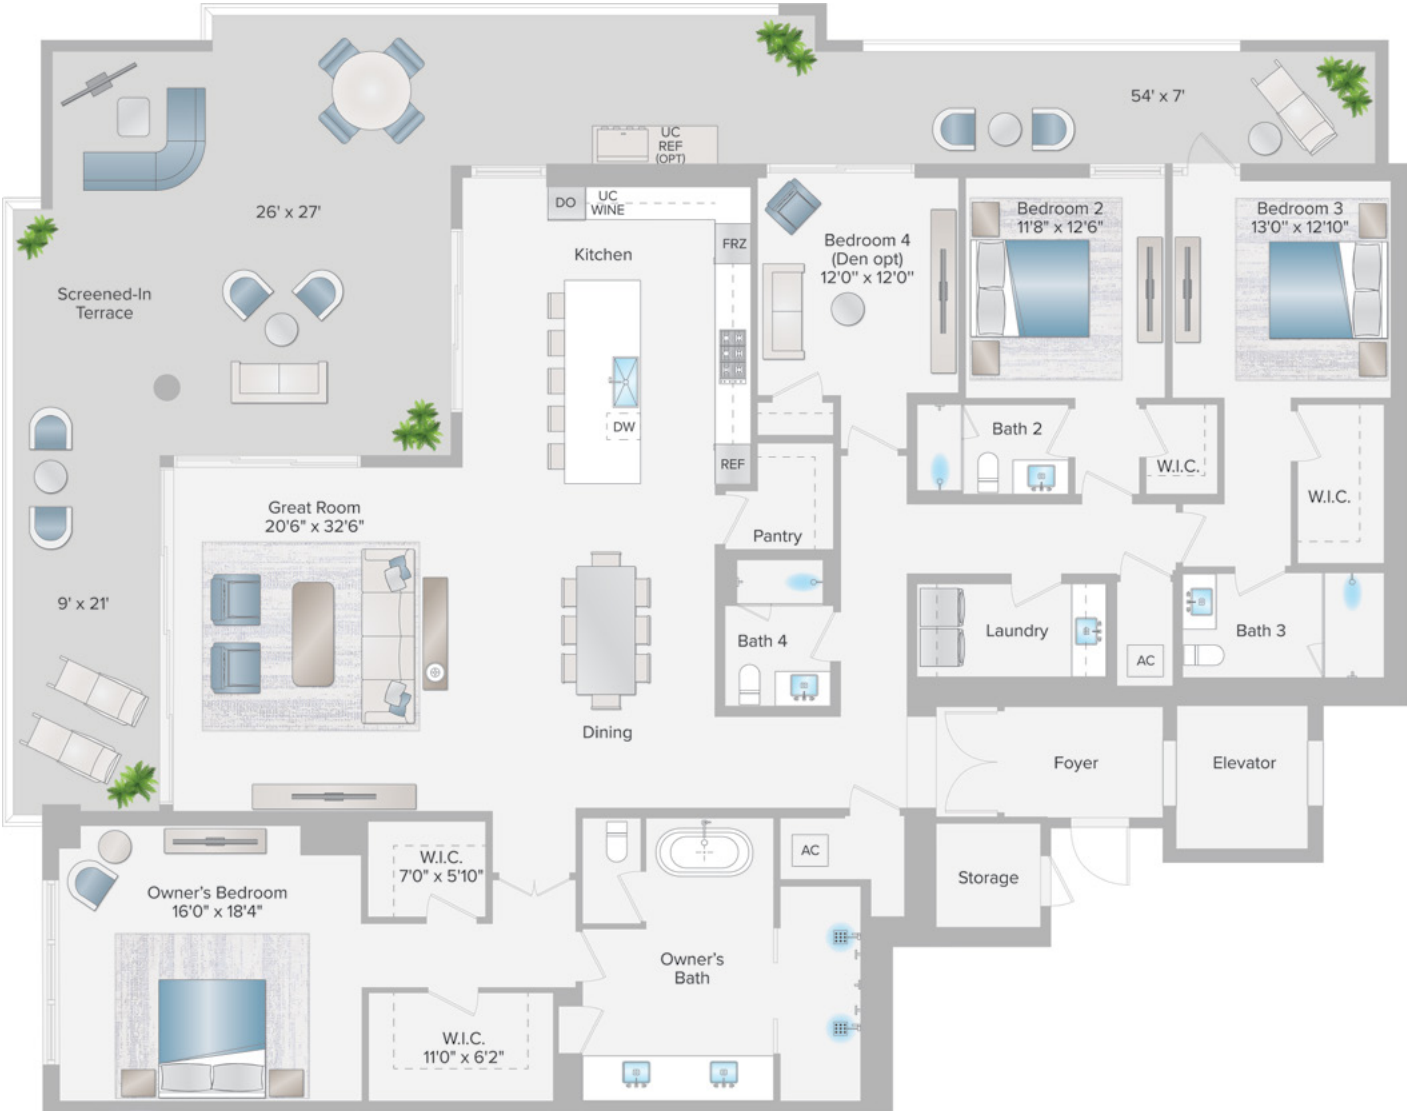 54' x 7'
UC
REF
(OPT)
26' x 27'
DO
UC
WINE
Kitchen
FRZ
Bedroom 4
(Den opt)
12'0" x 12'0"
Bedroom 2
11'8" x 12'6"
Bedroom 3
13'0" x 12'10"
Screened-In
Terrace
DW
REF
Bath 2
W.I.C.
W.I.C.
Great Room
20'6" x 32'6"
Pantry
9' x 21'
Bath 4
Laundry
AC
Bath 3
Dining
Foyer
Elevator
W.I.C.
7'0" x 5'10"
AC
Storage
Owner's Bedroom
16'0" x 18'4"
Owner's
Bath
W.I.C.
11'0" x 6'2"